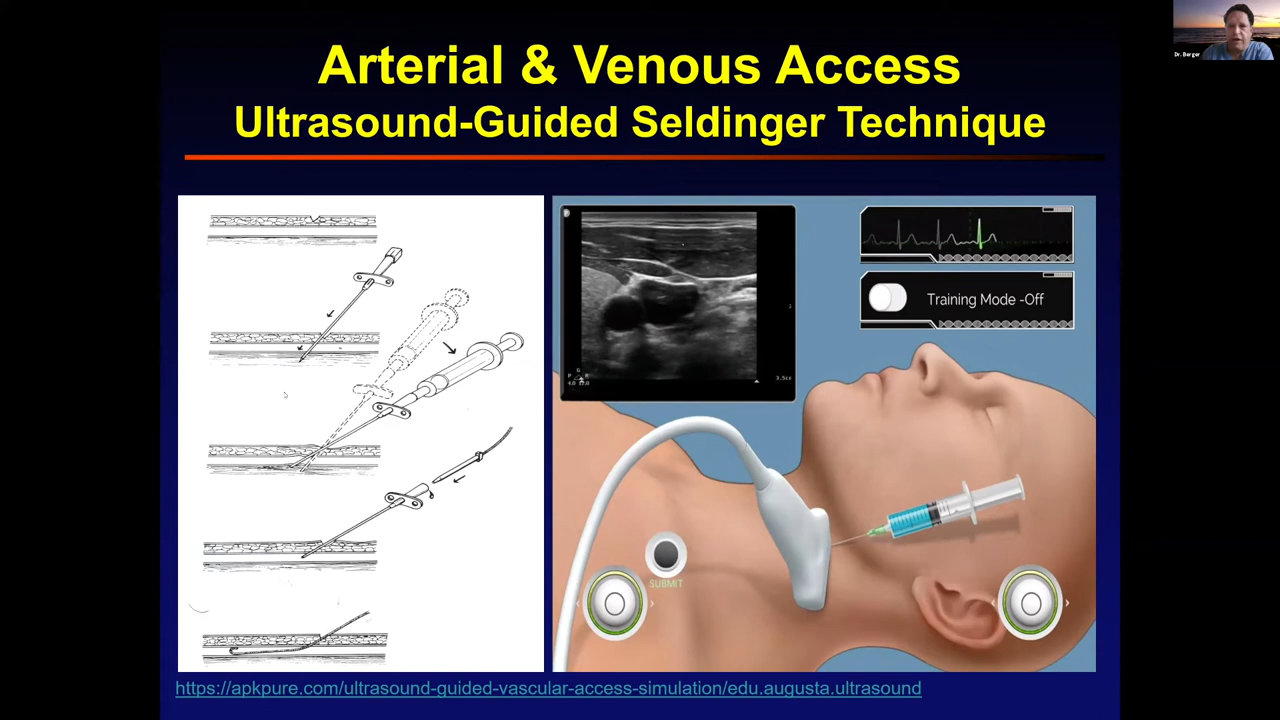 Arterial & Venous Access
Ultrasound-Guided Seldinger Technique
Dr. Berger
Training Mode -Off
SUBMIT
https://apkpure.com/ultrasound-guided-vascular-access-simulation/edu.augusta.ultrasound